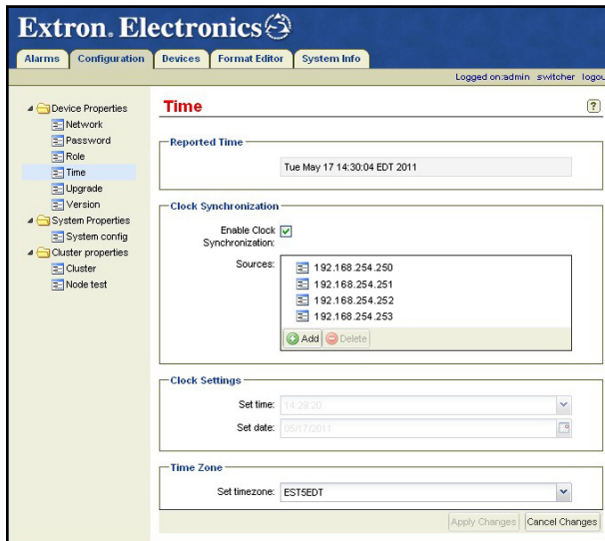 Extron. Electronics
Alarms Configuration Devices Format Editor System Info
Logged on:admin switcher logou
Device Properties
Network
Password
Role
Time
Upgrade
Version
System Properties
System config
Cluster properties
Cluster
Node test
Time
?
Reported Time
Tue May 17 14:30:04 EDT 2011
Clock Synchronization
Enable Clock
Synchronization:
Sources:
192.168.254.250
192.168.254.251
192.168.254.252
192.168.254.253
Add Delete
Clock Settings
Set time: 14:29:20
Set date: 05/17/2011
Time Zone
Set timezone: EST5EDT
Apply Changes Cancel Changes